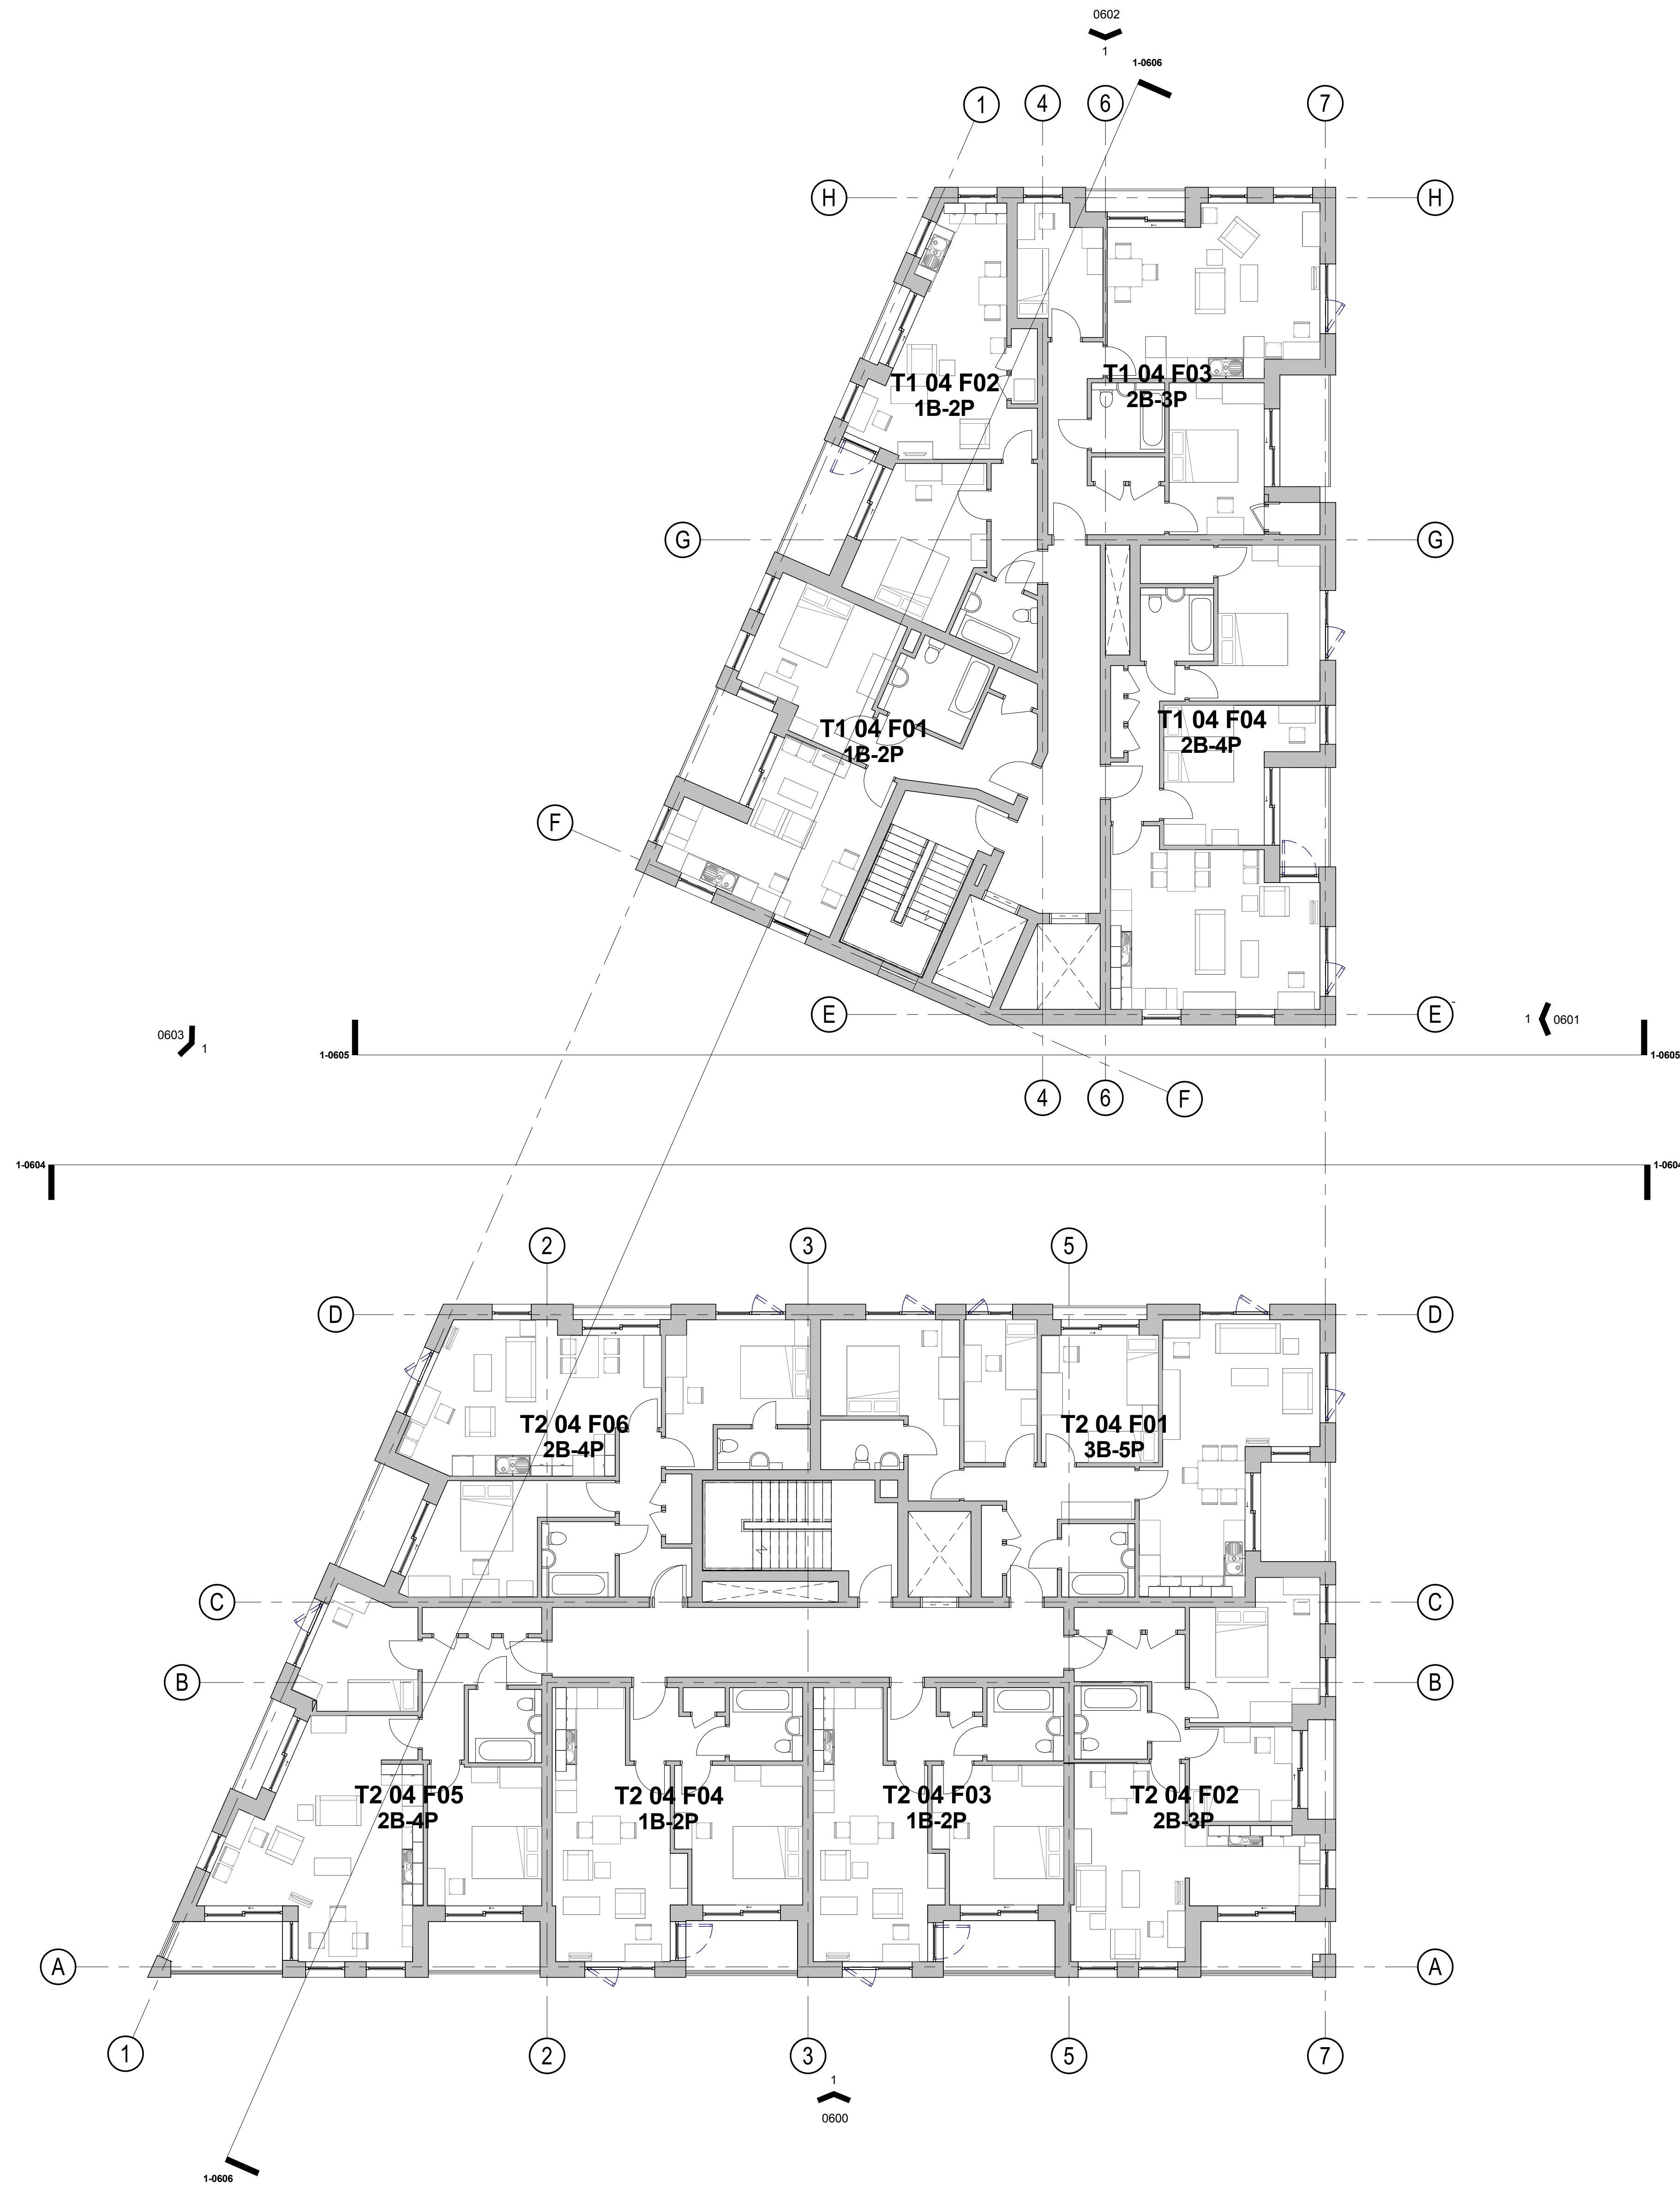 0602
1
1-0606
1
4
6
7
H
H
T1 04 F02
1B-2P
T1 04 F03
2B-3P
G
G
T1 04 F01
1B-2P
T1 04 F04
2B-4P
F
E
E
0603
1
1-0605
1
0601
1-0605
4
6
F
1-0604
1-0604
2
3
5
D
D
T2 04 F06
2B-4P
T2 04 F01
3B-5P
C
C
B
B
T2 04 F05
2B-4P
T2 04 F04
1B-2P
T2 04 F03
1B-2P
T2 04 F02
2B-3P
A
A
1
2
3
5
7
1
0600
1-0606